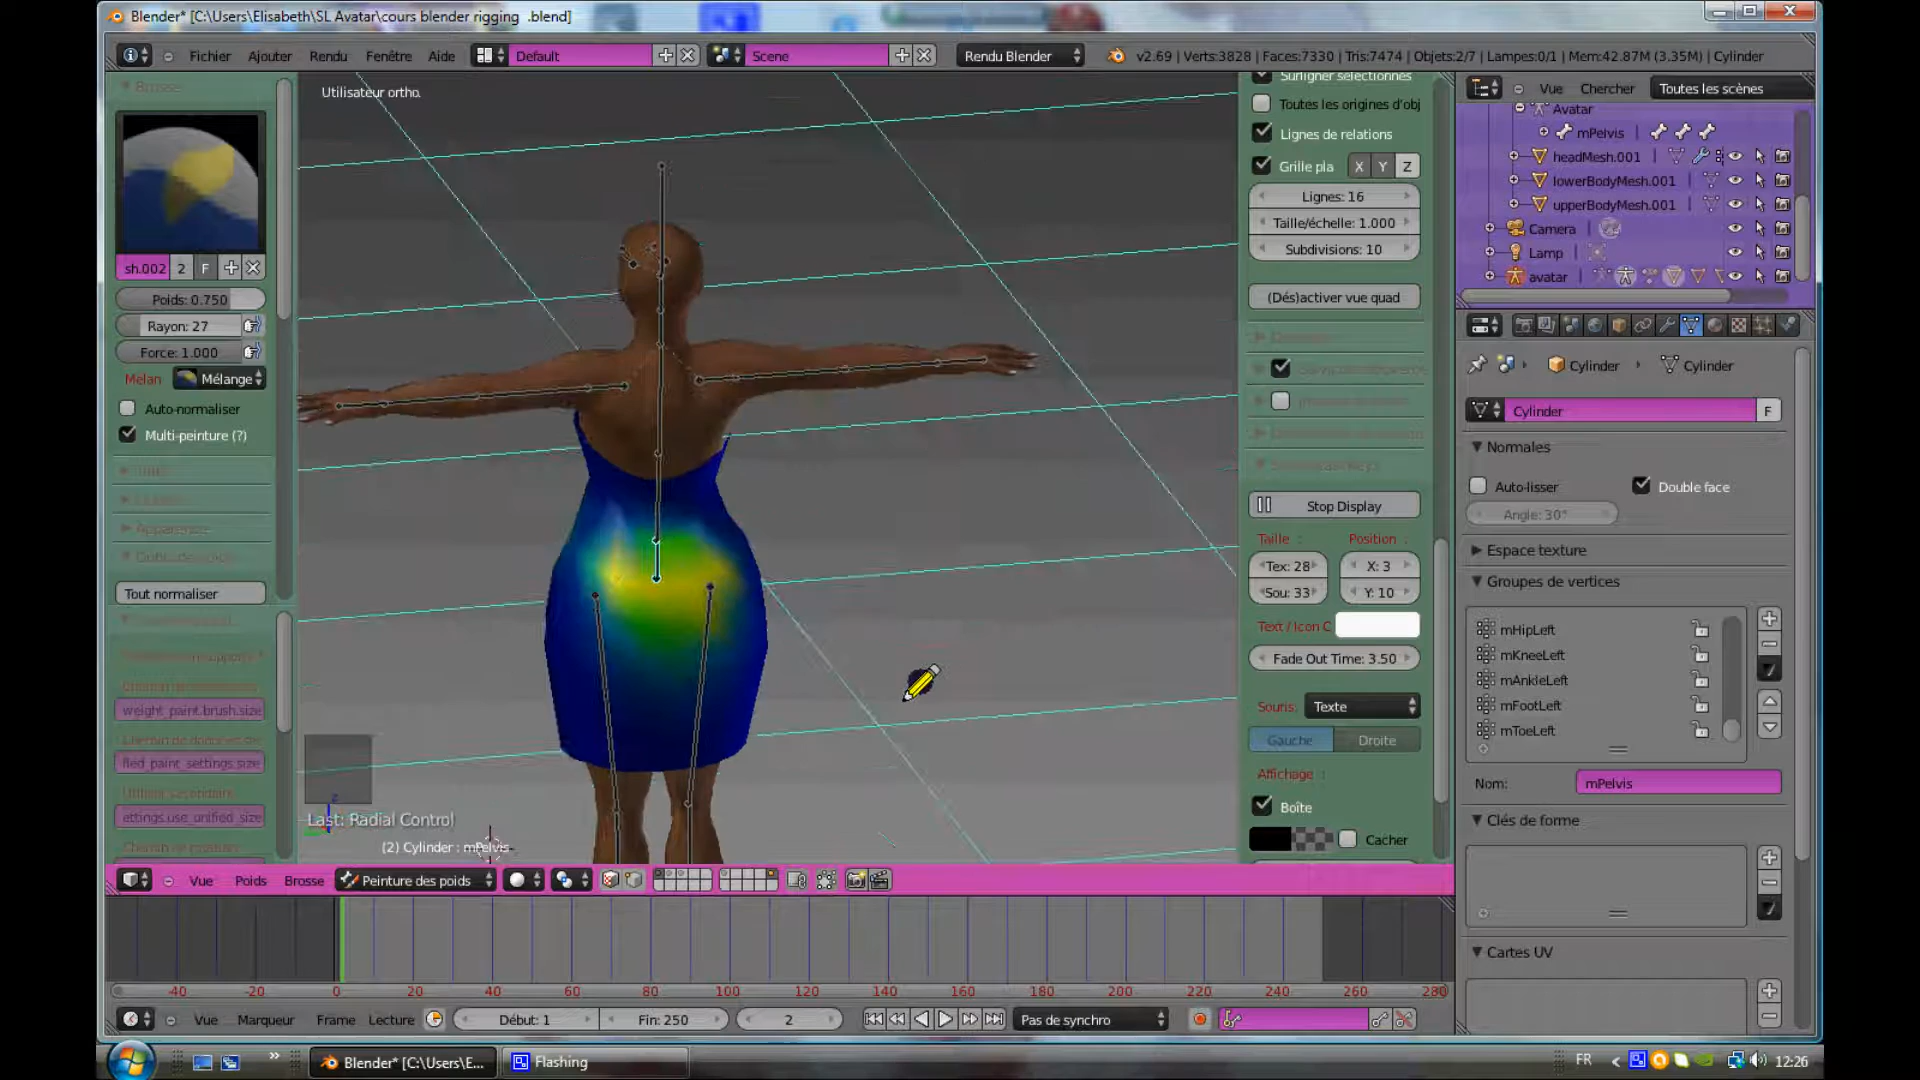 Blender* [C:\Users\Elisabeth\SL Avatar\cours blender rigging .blend]
Fichier Ajouter Rendu Fenêtre Aide Default Scene Rendu Blender v2.69 | Verts:3828 | Faces:7330 | Tris:7474 | Objets:2/7 | Lampes:0/1 | Mem:42.87M (3.35M) | Cylinder
Brosse
sh.002 2 F
Poids: 0.750
Rayon: 27
Force: 1.000
Melan Mélange
Auto-normaliser
Multi-peinture (?)
Apparence
Tout normaliser
weight_paint.brush.size
fied_paint_settings.size
ettings.use_unified_size
Utilisateur ortho.
Last: Radial Control
(2) Cylinder : mPelvis
Surligner sélectionnés
Toutes les origines d'obj
Lignes de relations
Grille pla X Y Z
Lignes: 16
Taille/échelle: 1.000
Subdivisions: 10
(Dés)activer vue quad
Stop Display
Taille : Position :
Tex: 28 X: 3
Sou: 33 Y: 10
Text / Icon C
Fade Out Time: 3.50
Souris: Texte
Gauche Droite
Affichage :
Boîte
Cacher
Vue Chercher Toutes les scènes
Avatar
mPelvis
headMesh.001
lowerBodyMesh.001
upperBodyMesh.001
Camera
Lamp
avatar
Cylinder Cylinder
Cylinder F
Normales
Auto-lisser Double face
Angle: 30°
Espace texture
Groupes de vertices
mHipLeft
mKneeLeft
mAnkleLeft
mFootLeft
mToeLeft
Nom: mPelvis
Clés de forme
Cartes UV
Vue Poids Brosse Peinture des poids
-40 -20 0 20 40 60 80 100 120 140 160 180 200 220 240 260 280
Vue Marqueur Frame Lecture Début: 1 Fin: 250 2 Pas de synchro
Blender* [C:\Users\E... Flashing FR 12:26